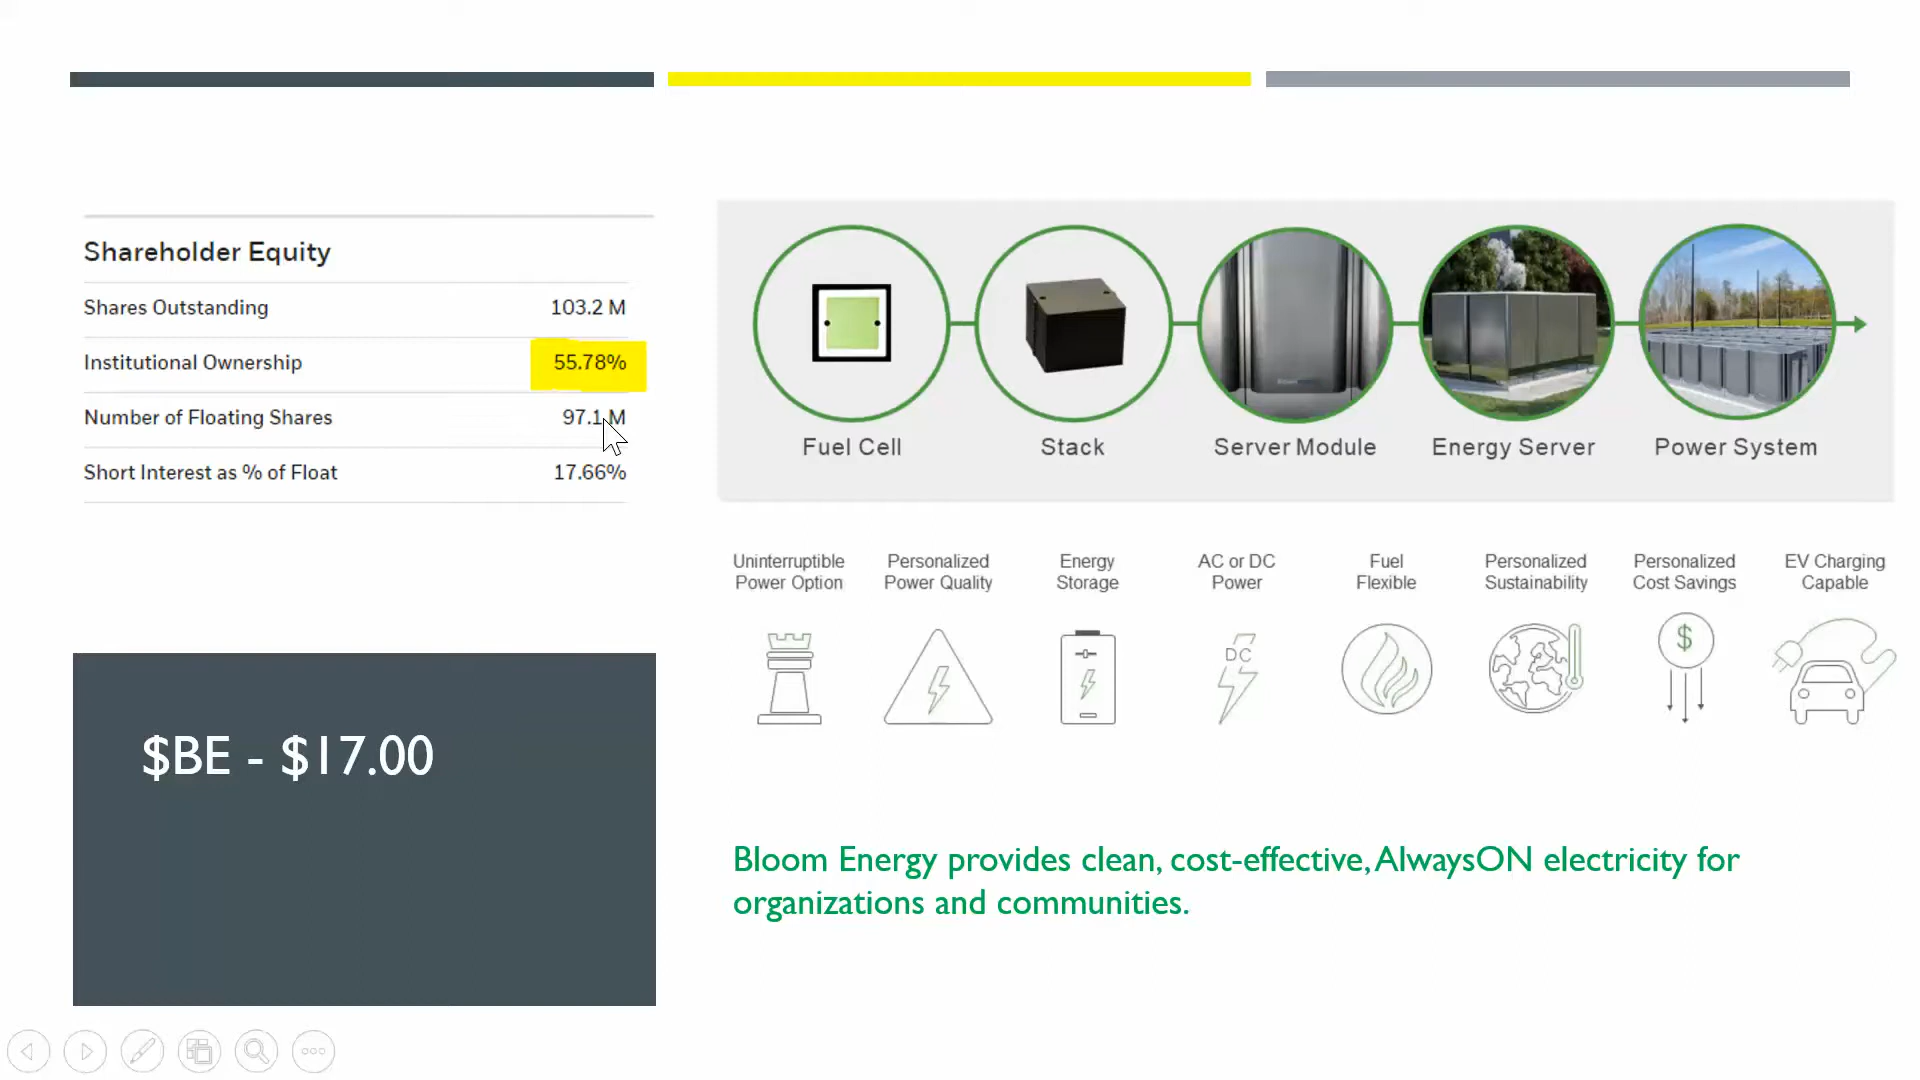 Shareholder Equity
Shares Outstanding 103.2 M
Institutional Ownership 55.78%
Number of Floating Shares 97.1 M
Short Interest as % of Float 17.66%
$BE - $17.00
Fuel Cell Stack Server Module Energy Server Power System
Uninterruptible Personalized Energy AC or DC Fuel Personalized Personalized EV Charging
Power Option Power Quality Storage Power Flexible Sustainability Cost Savings Capable
DC $
Bloom Energy provides clean, cost-effective, AlwaysON electricity for
organizations and communities.